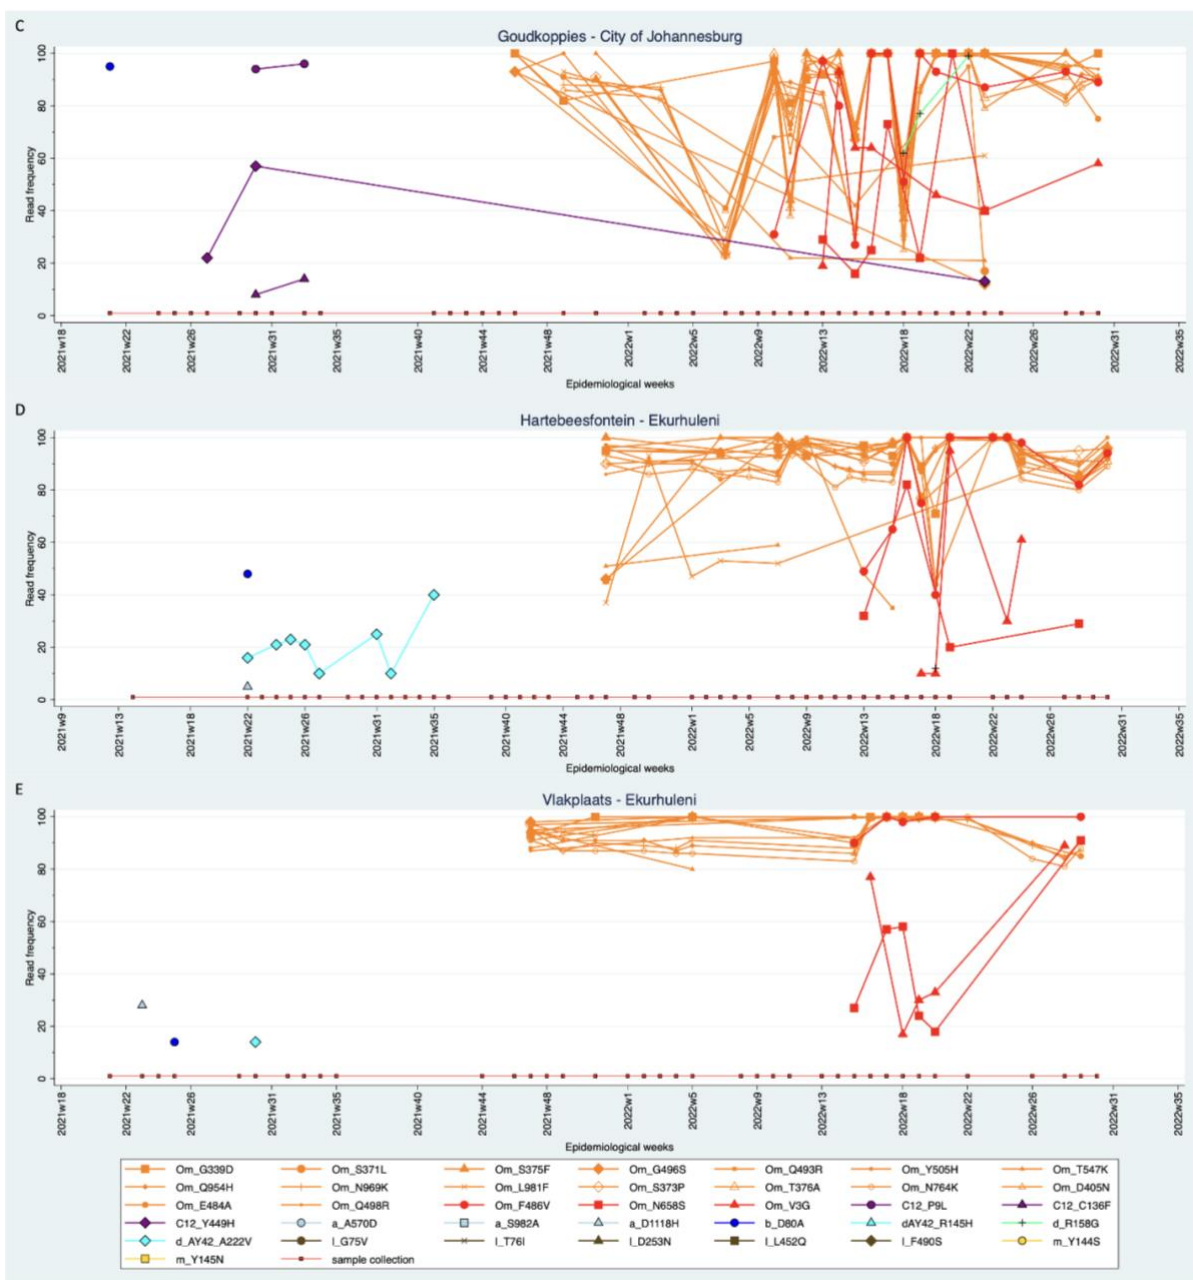 C
Goudkoppies - City of Johannesburg
Read frequency
100
80
60
40
20
0
2021w18 2021w22 2021w26 2021w31 2021w35 2021w40 2021w44 2021w48 2022w1 2022w5 2022w9 2022w13 2022w18 2022w22 2022w26 2022w31 2022w35
Epidemiological weeks
D
Hartebeesfontein - Ekurhuleni
Read frequency
100
80
60
40
20
0
2021w9 2021w13 2021w18 2021w22 2021w26 2021w31 2021w35 2021w40 2021w44 2021w48 2022w1 2022w5 2022w9 2022w13 2022w18 2022w22 2022w26 2022w31 2022w35
Epidemiological weeks
E
Vlakplaats - Ekurhuleni
Read frequency
100
80
60
40
20
0
2021w18 2021w22 2021w26 2021w31 2021w35 2021w40 2021w44 2021w48 2022w1 2022w5 2022w9 2022w13 2022w18 2022w22 2022w26 2022w31 2022w35
Epidemiological weeks
Om_G339D Om_S371L Om_S375F Om_G496S Om_Q493R Om_Y505H Om_T547K
Om_Q954H Om_N969K Om_L981F Om_S373P Om_T376A Om_N764K Om_D405N
Om_E484A Om_Q498R Om_F486V Om_N658S Om_V3G C12_P9L C12_C136F
C12_Y449H a_A570D a_S982A a_D1118H b_D80A dAY42_R145H d_R158G
d_AY42_A222V l_G75V l_T76I l_D253N l_L452Q l_F490S m_Y144S
m_Y145N sample collection